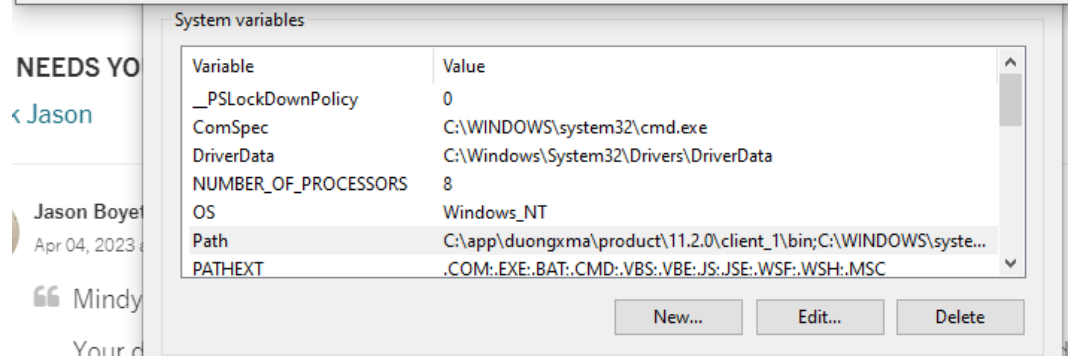 System variables
Variable Value
__PSLockDownPolicy 0
ComSpec C:\WINDOWS\system32\cmd.exe
DriverData C:\Windows\System32\Drivers\DriverData
NUMBER_OF_PROCESSORS 8
OS Windows_NT
Path C:\app\duongxma\product\11.2.0\client_1\bin;C:\WINDOWS\syste...
PATHEXT .COM;.EXE;.BAT;.CMD;.VBS;.VBE;.JS;.JSE;.WSF;.WSH;.MSC
New... Edit... Delete
NEEDS YO
k Jason
Jason Boyet
Apr 04, 2023 a
Mindy
Your d